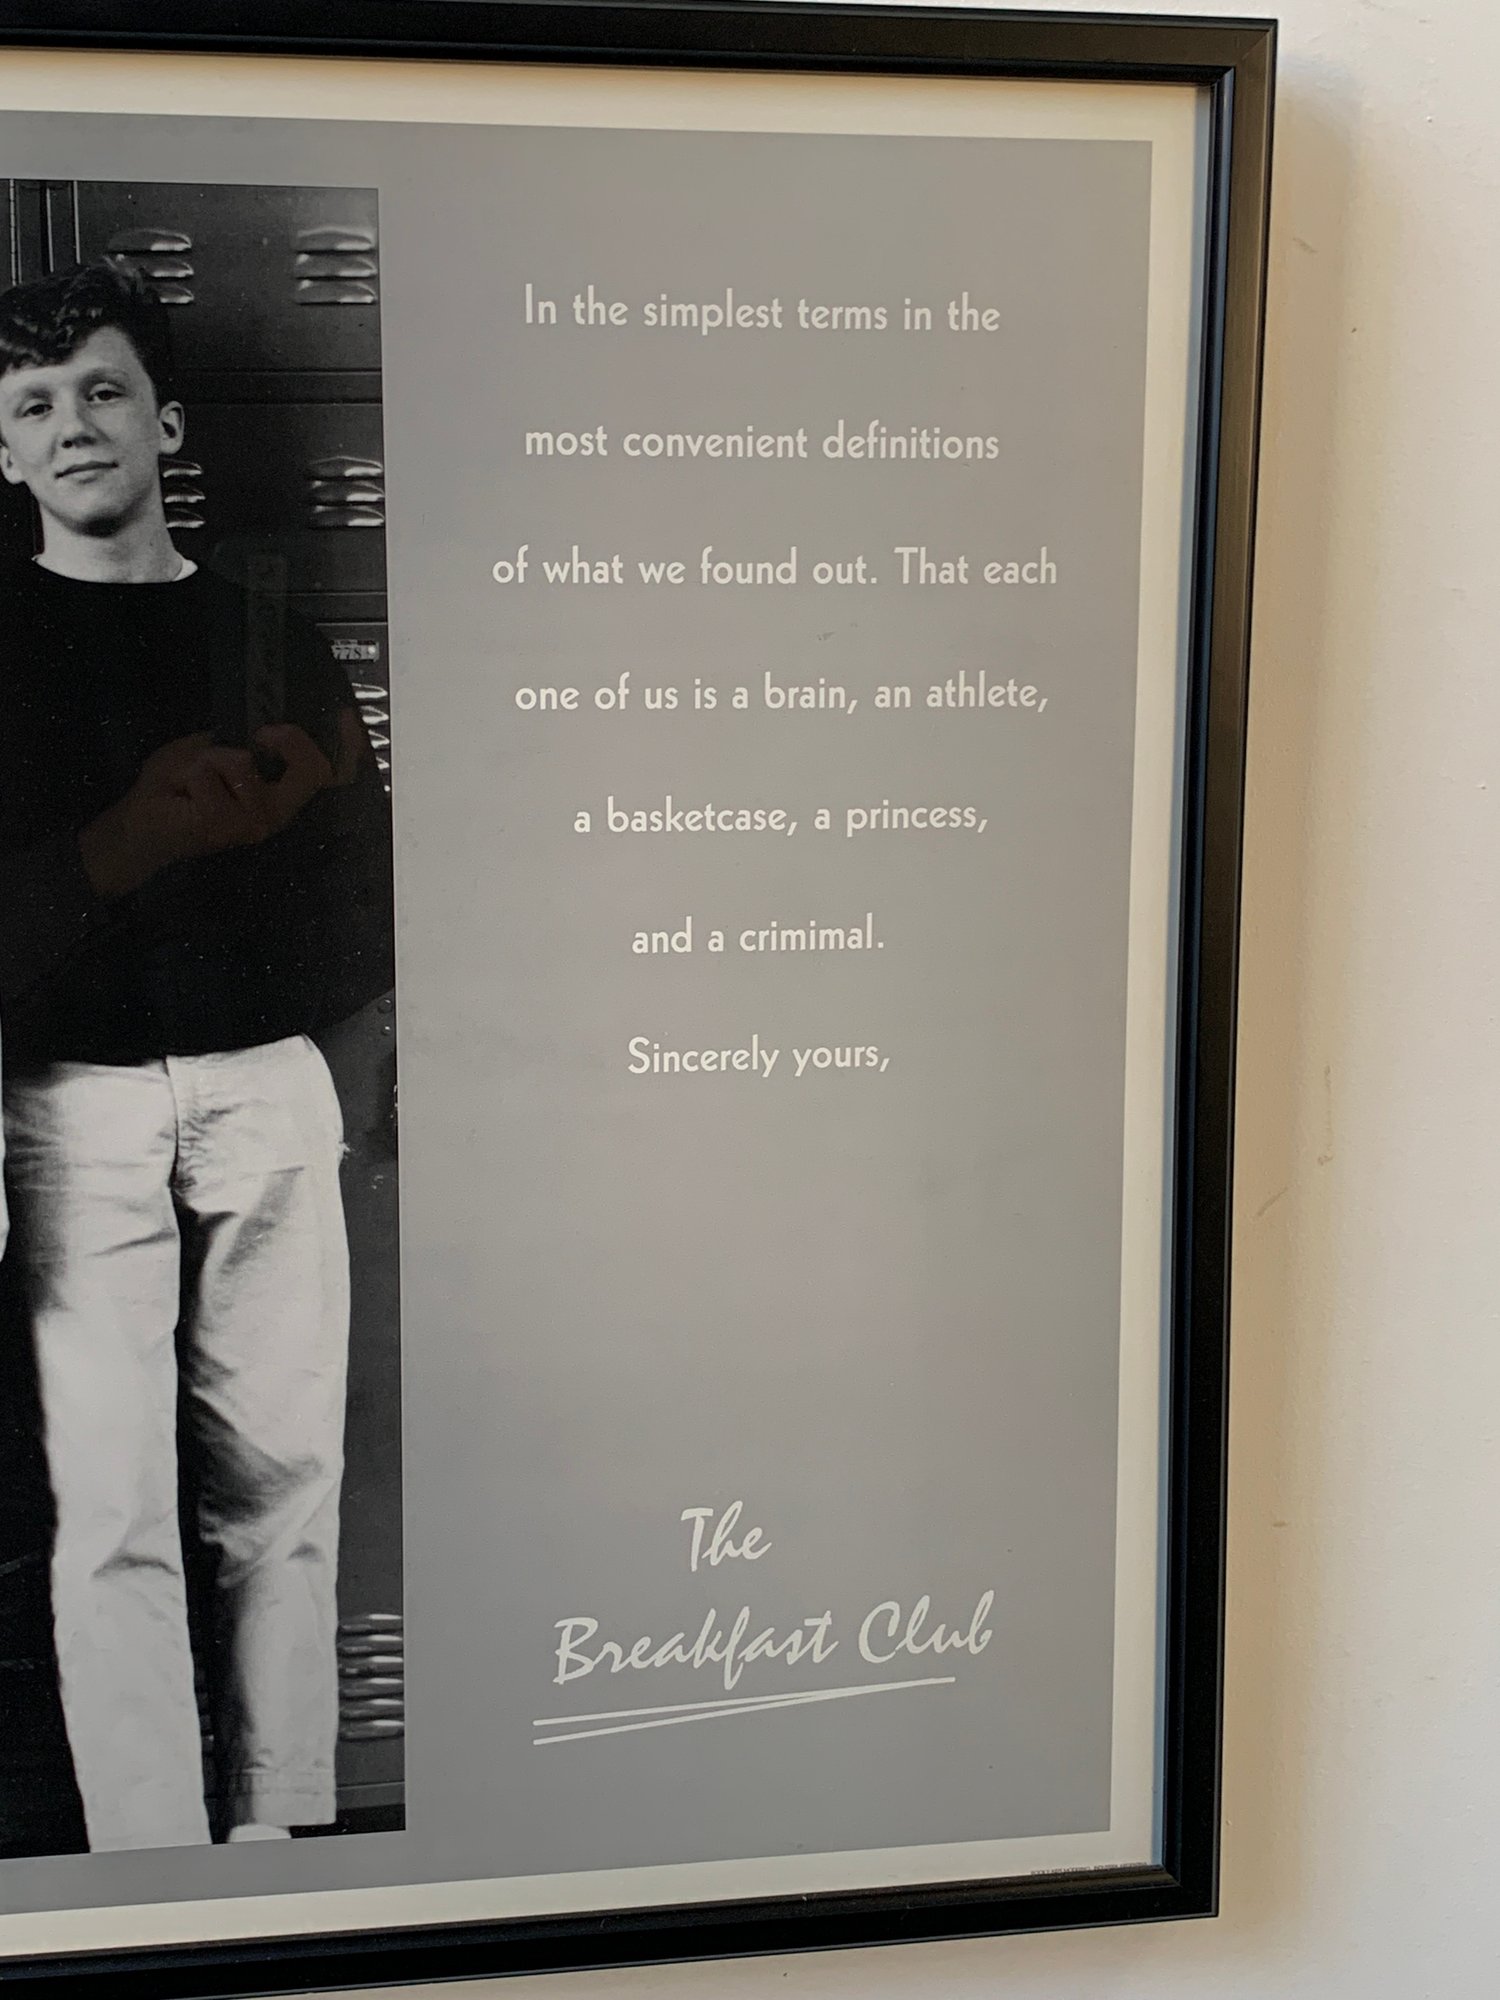 In the simplest terms in the
most convenient definitions
of what we found out. That each
one of us is a brain, an athlete,
a basketcase, a princess,
and a crimimal.
Sincerely yours,
The
Breakfast Club
778